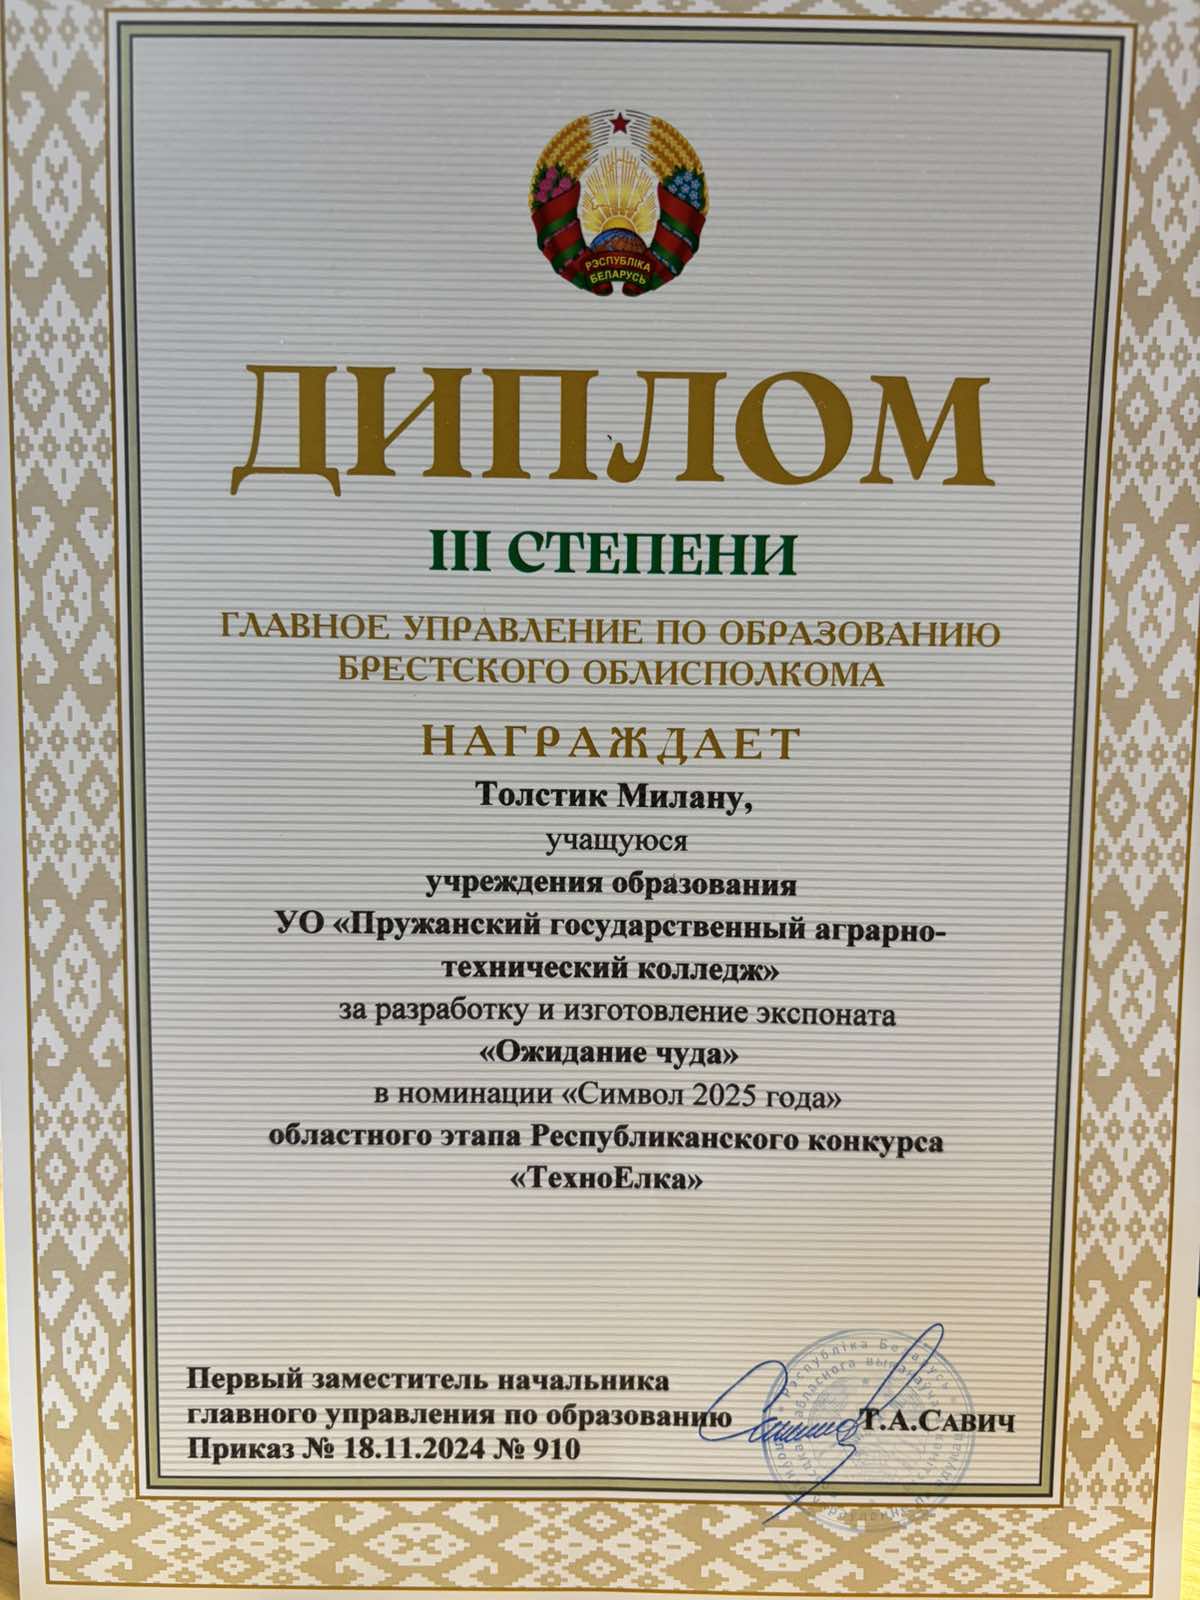 РЭСПУБЛІКА
БЕЛАРУСЬ
ДИПЛОМ
III СТЕПЕНИ
ГЛАВНОЕ УПРАВЛЕНИЕ ПО ОБРАЗОВАНИЮ
БРЕСТСКОГО ОБЛИСПОЛКОМА
НАГРАЖДАЕТ
Толстик Милану,
учащуюся
учреждения образования
УО «Пружанский государственный аграрно-
технический колледж»
за разработку и изготовление экспоната
«Ожидание чуда»
в номинации «Символ 2025 года»
областного этапа Республиканского конкурса
«ТехноЕлка»
Первый заместитель начальника
главного управления по образованию
Т.А.САВИЧ
Приказ № 18.11.2024 № 910
Рэспубліка Беларусь